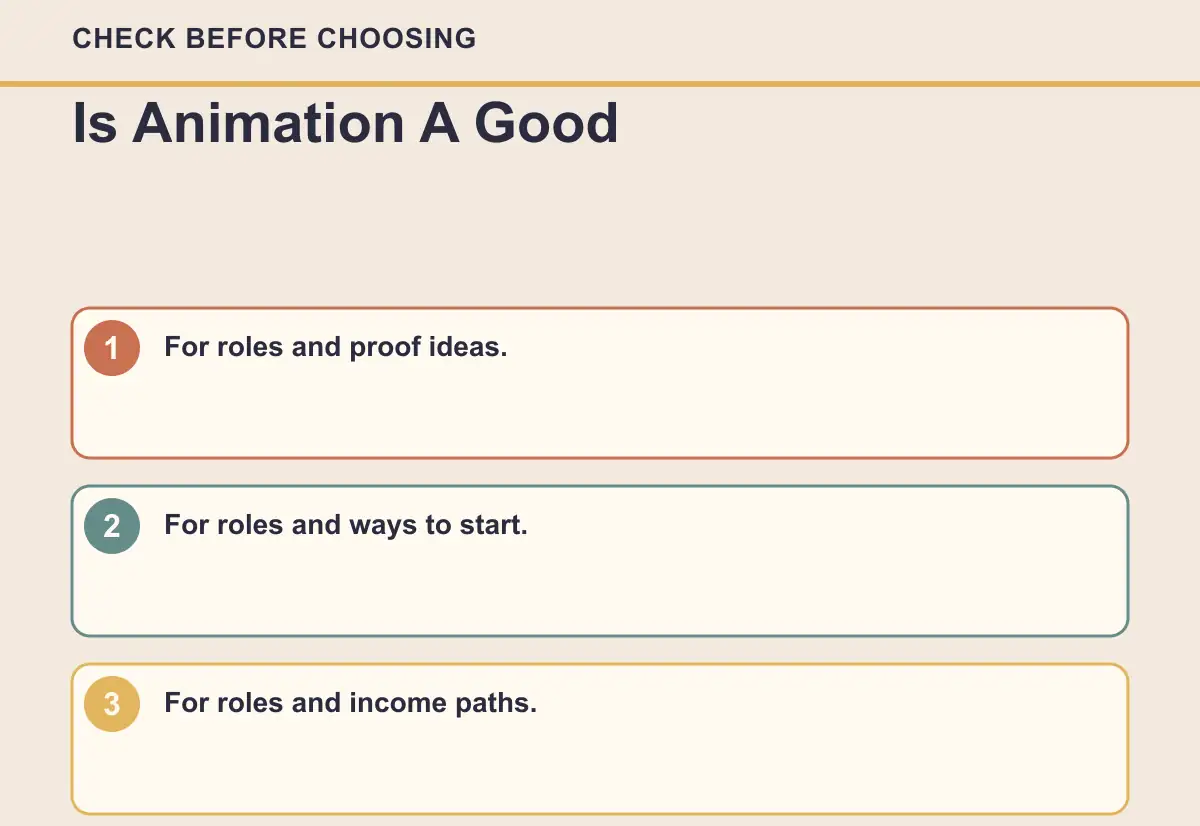 CHECK BEFORE CHOOSING
Is Animation A Good
1 For roles and proof ideas.
2 For roles and ways to start.
3 For roles and income paths.